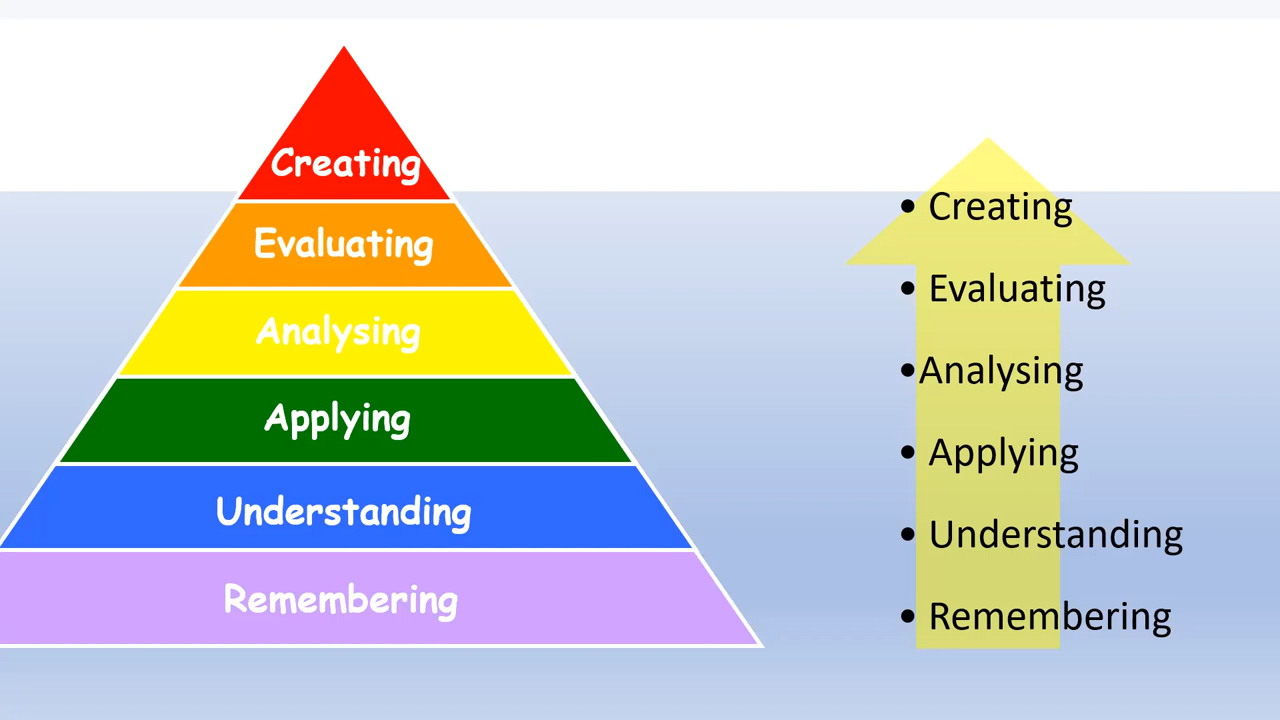 Creating
Evaluating
Analysing
Applying
Understanding
Remembering
• Creating
• Evaluating
•Analysing
• Applying
• Understanding
• Remembering